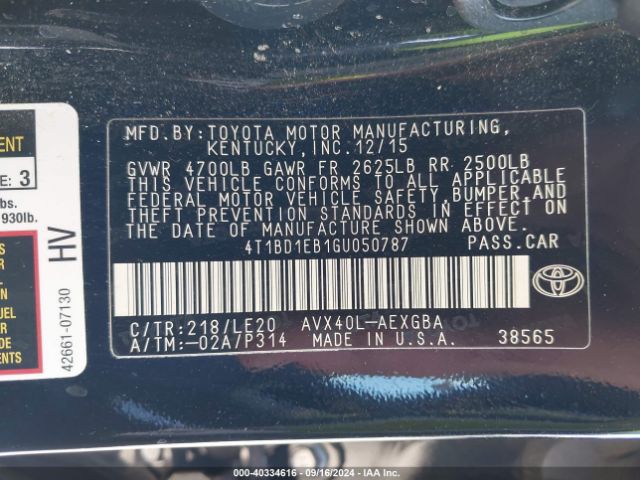 MFD.BY:TOYOTA MOTOR MANUFACTURING,
KENTUCKY,INC.12/15
GVWR 4700LB GAWR FR 2625LB RR 2500LB
THIS VEHICLE CONFORMS TO ALL APPLICABLE
FEDERAL MOTOR VEHICLE SAFETY,BUMPER,AND
THEFT PREVENTION STANDARDS IN EFFECT ON
THE DATE OF MANUFACTURE SHOWN ABOVE.
4T1BD1EB1GU050787 PASS.CAR
C/TR:218/LE20 AVX40L-AEXGBA
A/TM:-02A/P314 MADE IN U.S.A. 38565
TOYOTA
E: 3
bs.
930lb.
HV
42661-07130
000-40334616 - 09/16/2024 - IAA Inc.